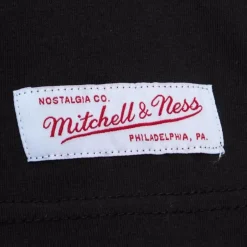 NOSTALGIA CO.
Mitchell & Ness
PHILADELPHIA, PA.